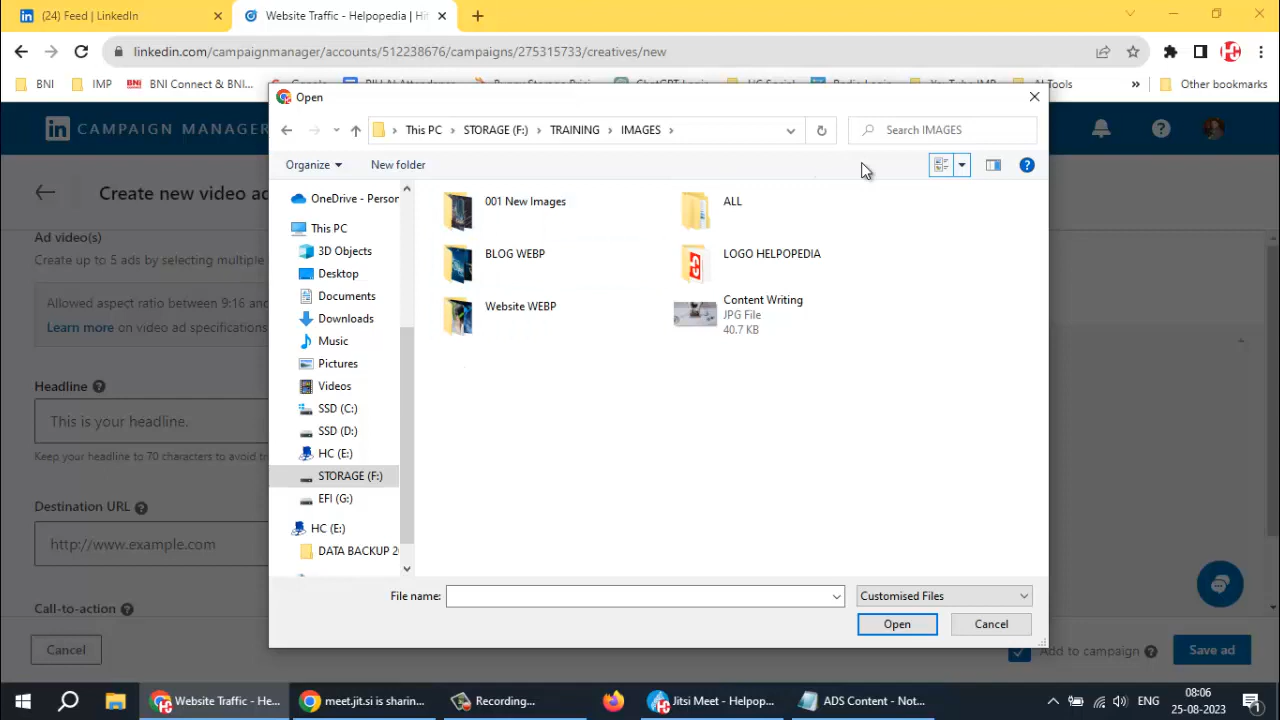 (24) Feed | LinkedIn
Website Traffic - Helpopedia | Hi
linkedin.com/campaignmanager/accounts/512238676/campaigns/275315733/creatives/new
BNI
IMP
BNI Connect & BNI...
Other bookmarks
CAMPAIGN MANAGER
Create new video ad
Ad video(s)
Create up to 5 ads by selecting multiple
Allowed aspect ratio between 9:16 and
Learn more on video ad specifications
Headline
This is your headline.
Keep your headline to 70 characters to avoid
Destination URL
http://www.example.com
Call-to-action
Cancel
Add to campaign
Save ad
Open
This PC
STORAGE (F:)
TRAINING
IMAGES
Search IMAGES
Organize
New folder
OneDrive - Person
This PC
3D Objects
Desktop
Documents
Downloads
Music
Pictures
Videos
SSD (C:)
SSD (D:)
HC (E:)
STORAGE (F:)
EFI (G:)
HC (E:)
DATA BACKUP 2
001 New Images
ALL
BLOG WEBP
LOGO HELPOPEDIA
Website WEBP
Content Writing
JPG File
40.7 KB
File name:
Customised Files
Open
Cancel
Website Traffic - He...
meet.jit.si is sharin...
Recording...
Jitsi Meet - Helpop...
ADS Content - Not...
ENG
08:06
25-08-2023
1